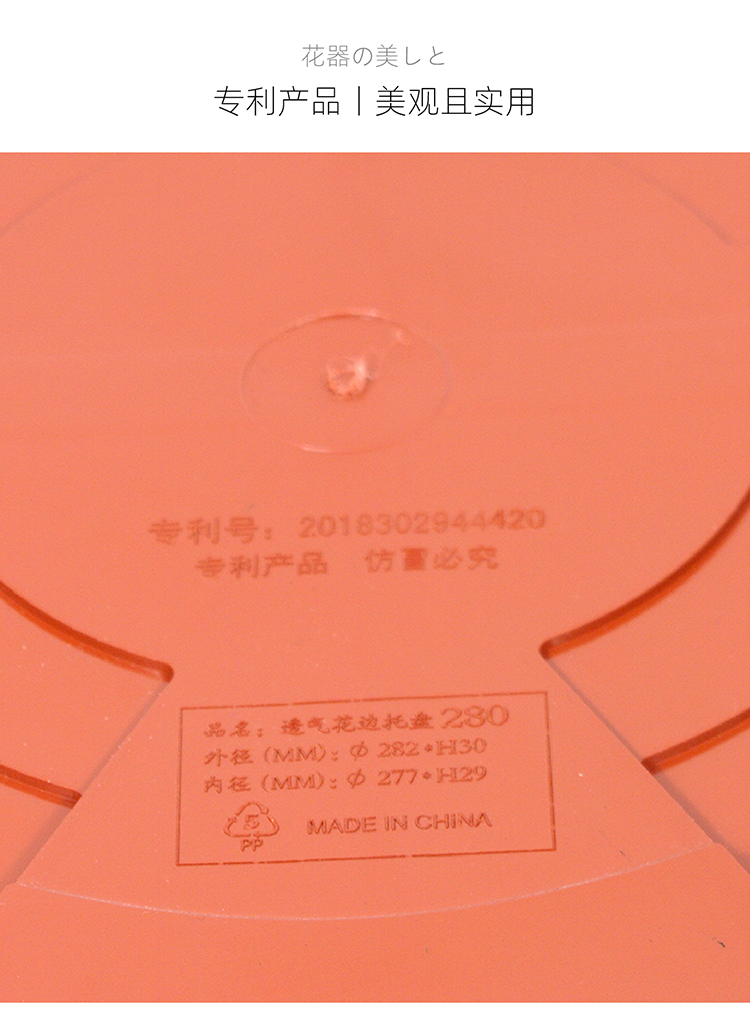 花器の美しと
专利产品丨美观且实用
专利号：2018302944420
专利产品 仿冒必究
品名：透气花边托盘 280
外径(MM)：φ 282*H30
内径(MM)：φ 277*H29
5
PP
MADE IN CHINA